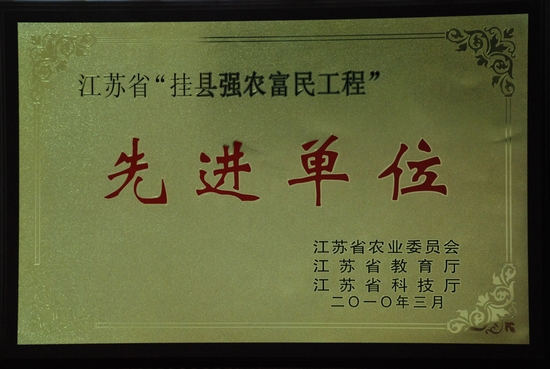 江苏省“挂县强农富民工程”
先进单位
江苏省农业委员会
江苏省教育厅
江苏省科技厅
二〇一〇年三月